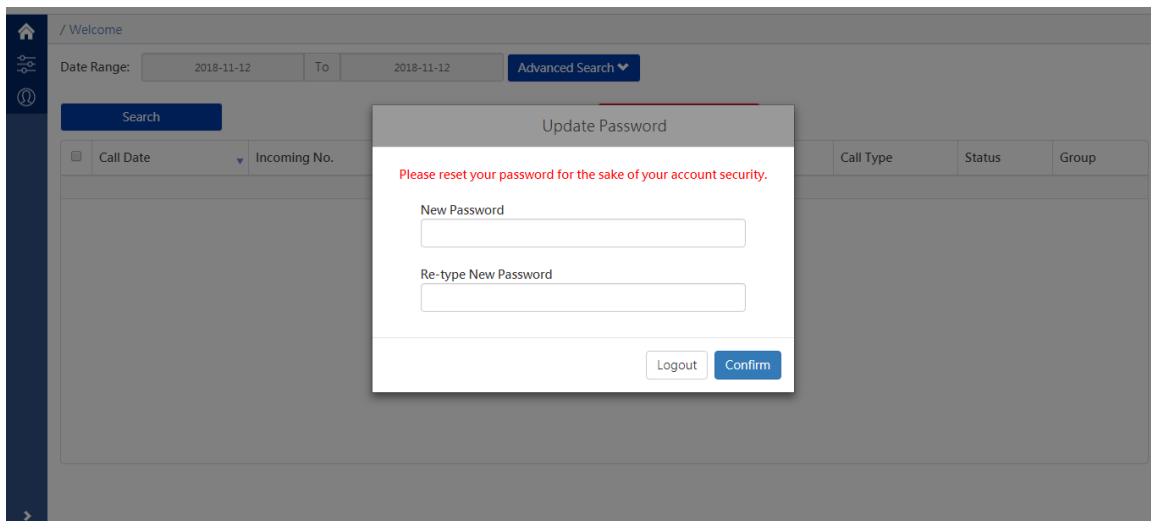 / Welcome
Date Range: 2018-11-12 To 2018-11-12 Advanced Search
Search
Update Password
Call Date Incoming No. Call Type Status Group
Please reset your password for the sake of your account security.
New Password
Re-type New Password
Logout Confirm